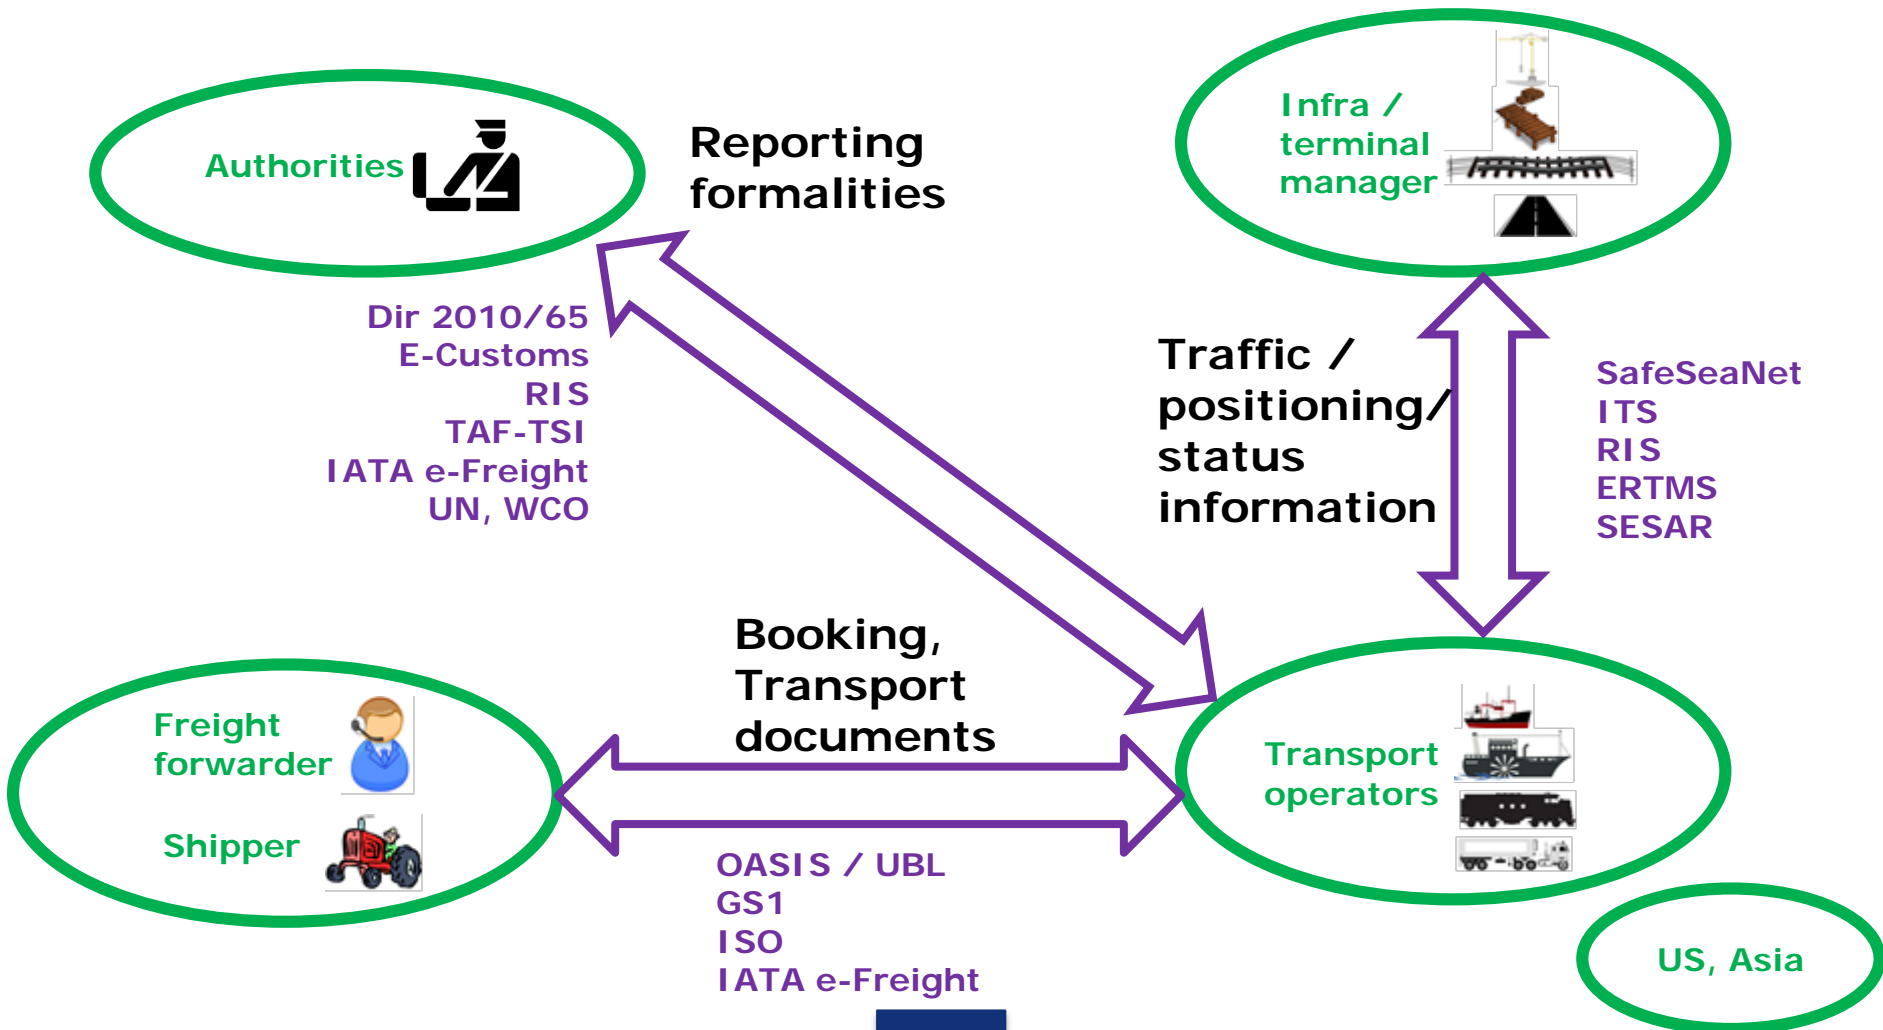 Authorities
Reporting
formalities
Infra /
terminal
manager
Dir 2010/65
E-Customs
RIS
TAF-TSI
IATA e-Freight
UN, WCO
Traffic /
positioning/
status
information
SafeSeaNet
ITS
RIS
ERTMS
SESAR
Booking,
Transport
documents
Freight
forwarder
Shipper
Transport
operators
OASIS / UBL
GS1
ISO
IATA e-Freight
US, Asia